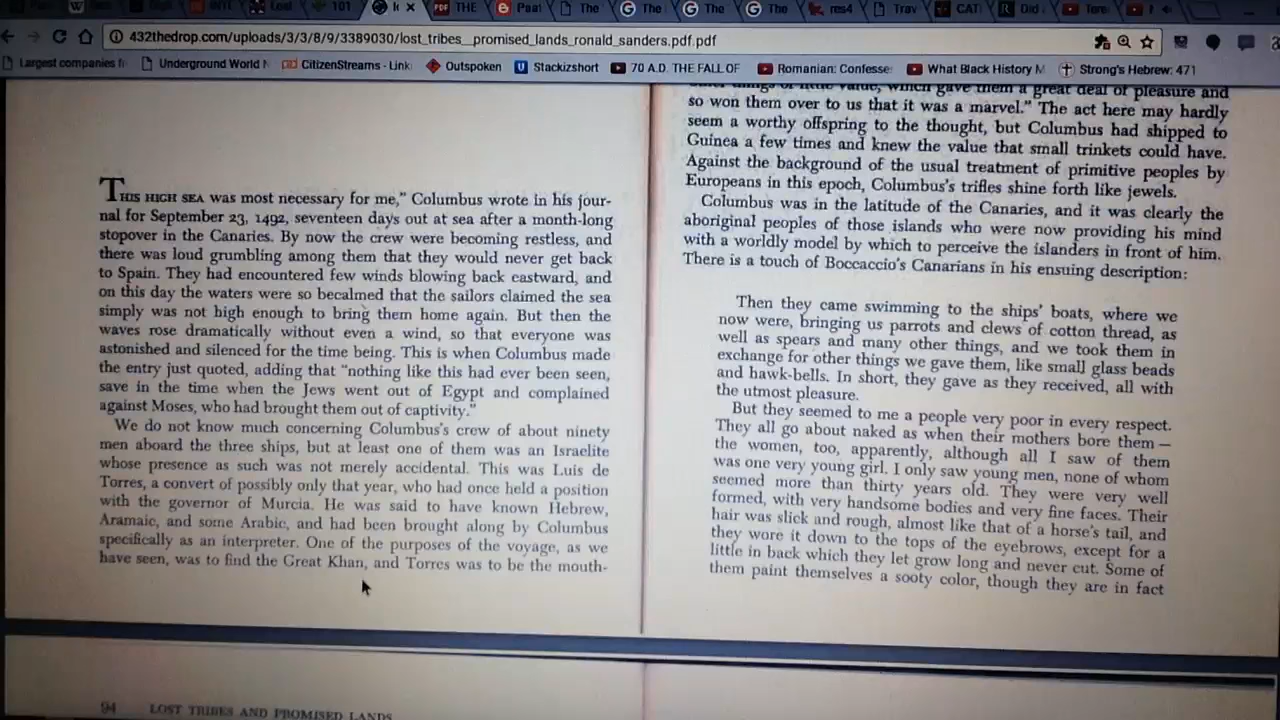 THE
Paat
The
The
The
The
res4
Trav
CATI
Did
432thedrop.com/uploads/3/3/8/9/3389030/lost_tribes__promised_lands_ronald_sanders.pdf.pdf
Largest companies fr
Underground World N
CitizenStreams - Link
Outspoken
Stackizshort
70 A.D. THE FALL OF
Romanian: Confesse
What Black History M
Strong's Hebrew: 471
THIS HIGH SEA was most necessary for me," Columbus wrote in his jour-
nal for September 23, 1492, seventeen days out at sea after a month-long
stopover in the Canaries. By now the crew were becoming restless, and
there was loud grumbling among them that they would never get back
to Spain. They had encountered few winds blowing back eastward, and
on this day the waters were so becalmed that the sailors claimed the sea
simply was not high enough to bring them home again. But then the
waves rose dramatically without even a wind, so that everyone was
astonished and silenced for the time being. This is when Columbus made
the entry just quoted, adding that "nothing like this had ever been seen,
save in the time when the Jews went out of Egypt and complained
against Moses, who had brought them out of captivity."
We do not know much concerning Columbus's crew of about ninety
men aboard the three ships, but at least one of them was an Israelite
whose presence as such was not merely accidental. This was Luis de
Torres, a convert of possibly only that year, who had once held a position
with the governor of Murcia. He was said to have known Hebrew,
Aramaic, and some Arabic, and had been brought along by Columbus
specifically as an interpreter. One of the purposes of the voyage, as we
have seen, was to find the Great Khan, and Torres was to be the mouth-
things of little value, which gave them a great deal of pleasure and
so won them over to us that it was a marvel." The act here may hardly
seem a worthy offspring to the thought, but Columbus had shipped to
Guinea a few times and knew the value that small trinkets could have.
Against the background of the usual treatment of primitive peoples by
Europeans in this epoch, Columbus's trifles shine forth like jewels.
Columbus was in the latitude of the Canaries, and it was clearly the
aboriginal peoples of those islands who were now providing his mind
with a worldly model by which to perceive the islanders in front of him.
There is a touch of Boccaccio's Canarians in his ensuing description:
Then they came swimming to the ships' boats, where we
now were, bringing us parrots and clews of cotton thread, as
well as spears and many other things, and we took them in
exchange for other things we gave them, like small glass beads
and hawk-bells. In short, they gave as they received, all with
the utmost pleasure.
But they seemed to me a people very poor in every respect.
They all go about naked as when their mothers bore them—
the women, too, apparently, although all I saw of them
was one very young girl. I only saw young men, none of whom
seemed more than thirty years old. They were very well
formed, with very handsome bodies and very fine faces. Their
hair was slick and rough, almost like that of a horse's tail, and
they wore it down to the tops of the eyebrows, except for a
little in back which they let grow long and never cut. Some of
them paint themselves a sooty color, though they are in fact
94 LOST TRIBES AND PROMISED LANDS